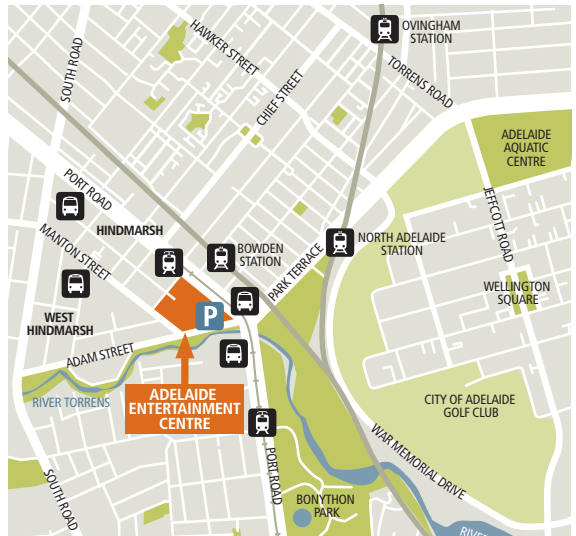 OVINGHAM
STATION
HAWKER STREET
SOUTH ROAD
TORRENS ROAD
CHIEF STREET
ADELAIDE
AQUATIC
CENTRE
PORT ROAD
JEFFCOTT ROAD
HINDMARSH
MANTON STREET
BOWDEN
STATION
PARK TERRACE
NORTH ADELAIDE
STATION
WELLINGTON
SQUARE
WEST
HINDMARSH
P
ADAM STREET
RIVER TORRENS
ADELAIDE
ENTERTAINMENT
CENTRE
CITY OF ADELAIDE
GOLF CLUB
WAR MEMORIAL DRIVE
PORT ROAD
SOUTH ROAD
BONYTHON
PARK
RIVE